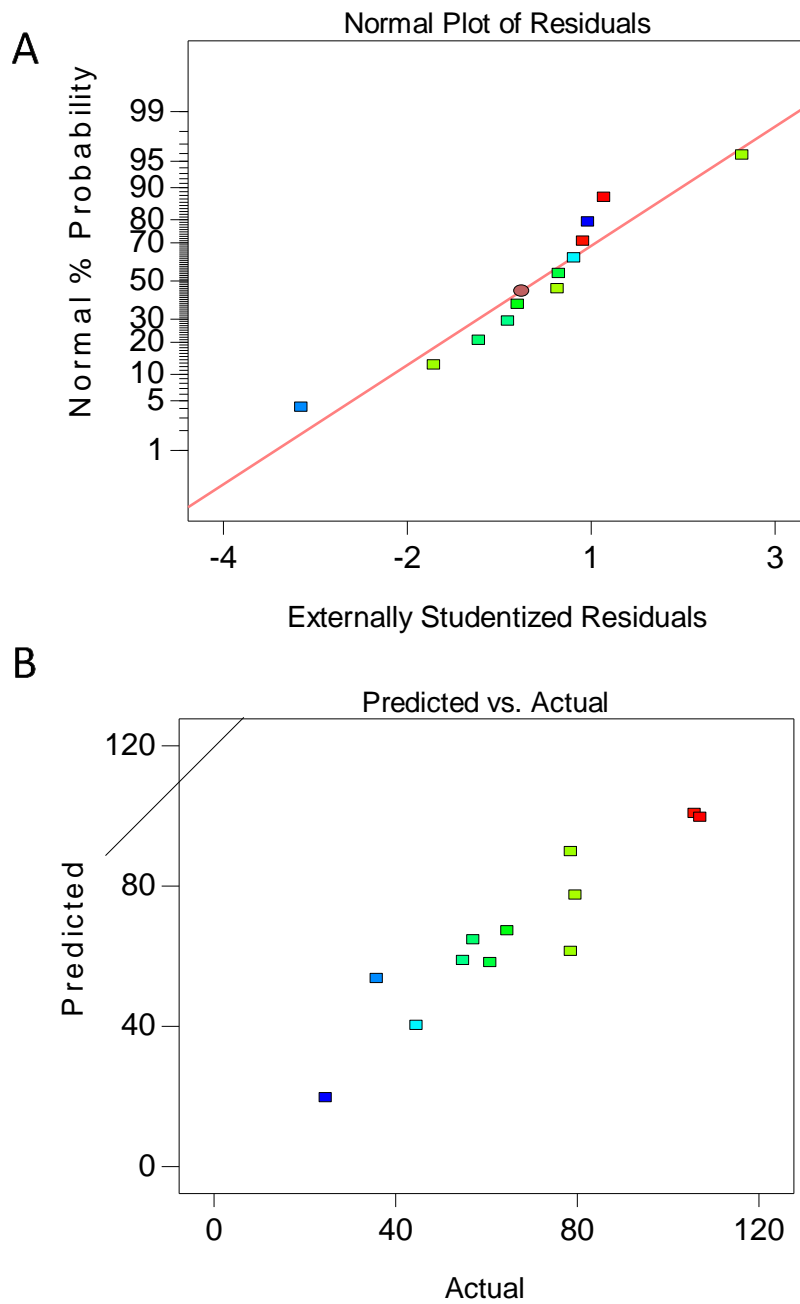 A
Normal Plot of Residuals
Normal % Probability
99
95
90
80
70
50
30
20
10
5
1
-4 -2 1 3
Externally Studentized Residuals
B
Predicted vs. Actual
Predicted
120
80
40
0
0 40 80 120
Actual